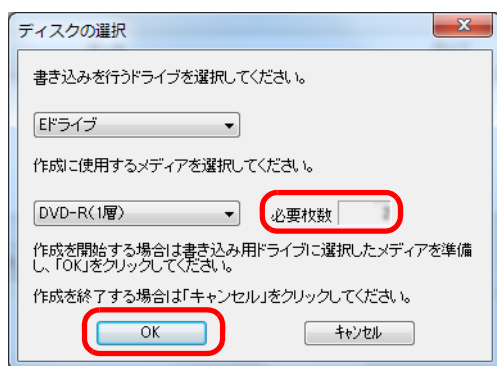 ディスクの選択
書き込みを行うドライブを選択してください。
Eドライブ
作成に使用するメディアを選択してください。
DVD-R(1層)
必要枚数
作成を開始する場合は書き込み用ドライブに選択したメディアを準備
し、「OK」をクリックしてください。
作成を終了する場合は「キャンセル」をクリックしてください。
OK
キャンセル